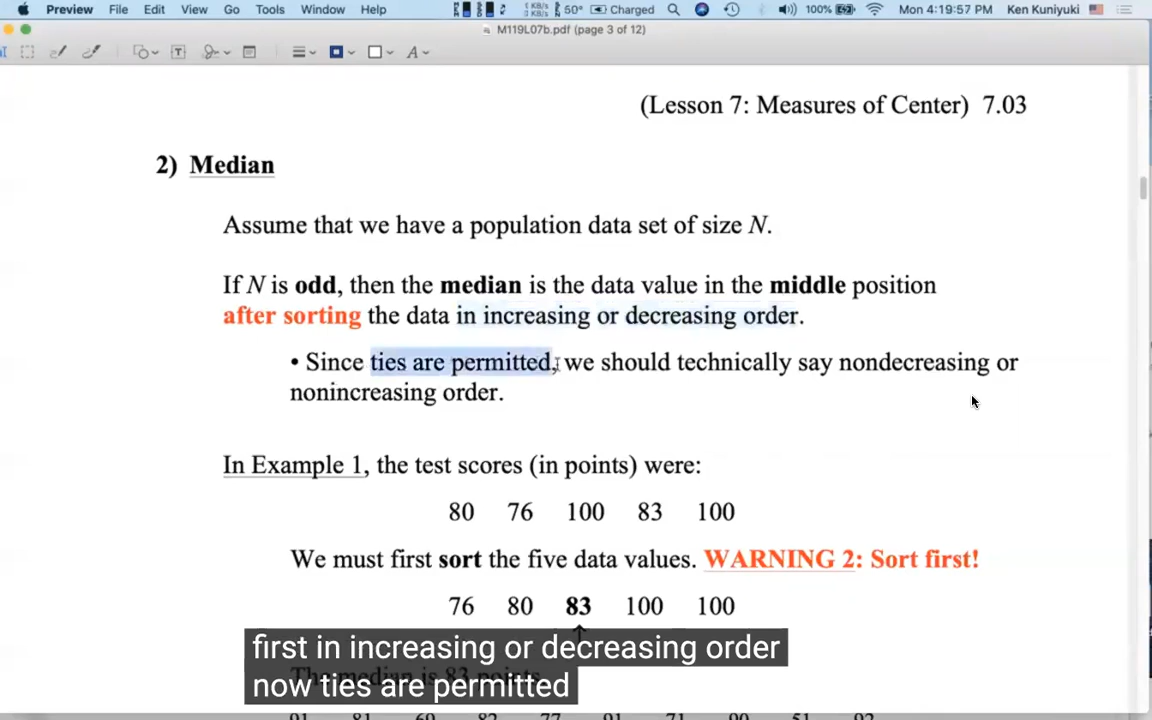 Preview File Edit View Go Tools Window Help 50° Charged 100% Mon 4:19:57 PM Ken Kuniyuki
M119L07b.pdf (page 3 of 12)
(Lesson 7: Measures of Center) 7.03
2) Median
Assume that we have a population data set of size N.
If N is odd, then the median is the data value in the middle position
after sorting the data in increasing or decreasing order.
• Since ties are permitted, we should technically say nondecreasing or
nonincreasing order.
In Example 1, the test scores (in points) were:
80 76 100 83 100
We must first sort the five data values. WARNING 2: Sort first!
76 80 83 100 100
first in increasing or decreasing order
now ties are permitted